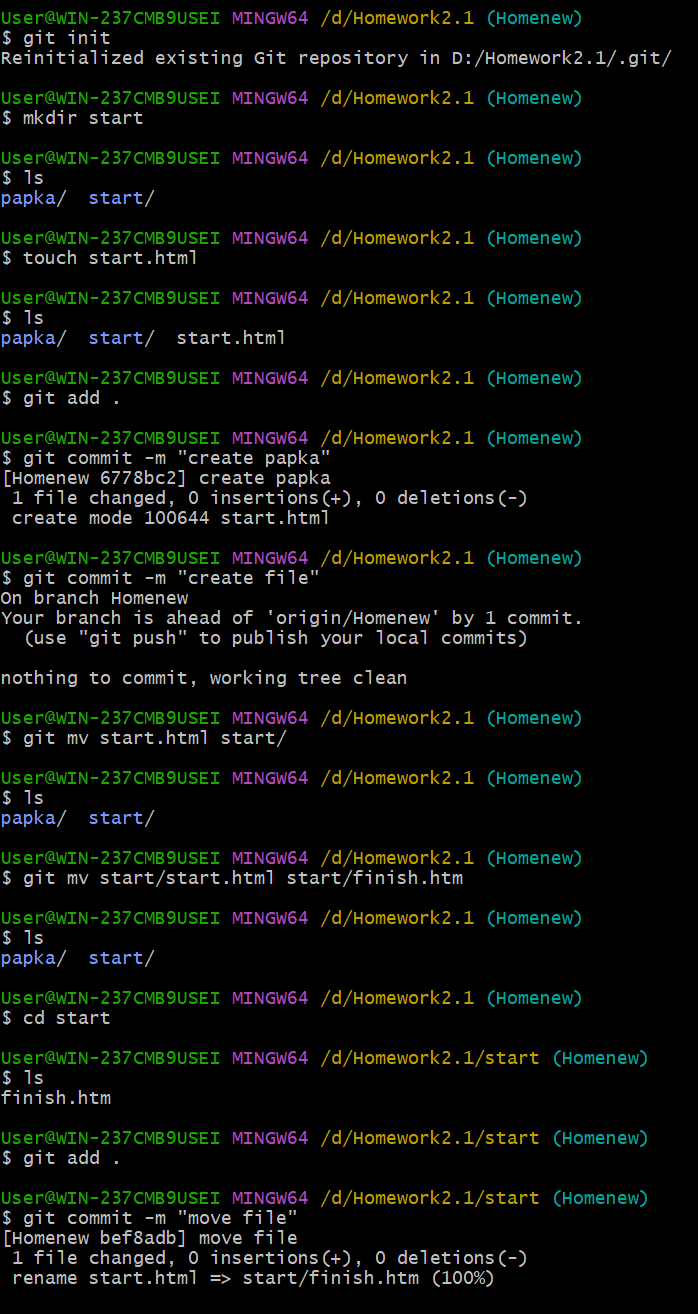 User@WIN-237CMB9USEI MINGW64 /d/Homework2.1 (Homenew)
$ git init
Reinitialized existing Git repository in D:/Homework2.1/.git/
User@WIN-237CMB9USEI MINGW64 /d/Homework2.1 (Homenew)
$ mkdir start
User@WIN-237CMB9USEI MINGW64 /d/Homework2.1 (Homenew)
$ ls
papka/  start/
User@WIN-237CMB9USEI MINGW64 /d/Homework2.1 (Homenew)
$ touch start.html
User@WIN-237CMB9USEI MINGW64 /d/Homework2.1 (Homenew)
$ ls
papka/  start/  start.html
User@WIN-237CMB9USEI MINGW64 /d/Homework2.1 (Homenew)
$ git add .
User@WIN-237CMB9USEI MINGW64 /d/Homework2.1 (Homenew)
$ git commit -m "create papka"
[Homenew 6778bc2] create papka
 1 file changed, 0 insertions(+), 0 deletions(-)
 create mode 100644 start.html
User@WIN-237CMB9USEI MINGW64 /d/Homework2.1 (Homenew)
$ git commit -m "create file"
On branch Homenew
Your branch is ahead of 'origin/Homenew' by 1 commit.
  (use "git push" to publish your local commits)
nothing to commit, working tree clean
User@WIN-237CMB9USEI MINGW64 /d/Homework2.1 (Homenew)
$ git mv start.html start/
User@WIN-237CMB9USEI MINGW64 /d/Homework2.1 (Homenew)
$ ls
papka/  start/
User@WIN-237CMB9USEI MINGW64 /d/Homework2.1 (Homenew)
$ git mv start/start.html start/finish.htm
User@WIN-237CMB9USEI MINGW64 /d/Homework2.1 (Homenew)
$ ls
papka/  start/
User@WIN-237CMB9USEI MINGW64 /d/Homework2.1 (Homenew)
$ cd start
User@WIN-237CMB9USEI MINGW64 /d/Homework2.1/start (Homenew)
$ ls
finish.htm
User@WIN-237CMB9USEI MINGW64 /d/Homework2.1/start (Homenew)
$ git add .
User@WIN-237CMB9USEI MINGW64 /d/Homework2.1/start (Homenew)
$ git commit -m "move file"
[Homenew bef8adb] move file
 1 file changed, 0 insertions(+), 0 deletions(-)
 rename start.html => start/finish.htm (100%)